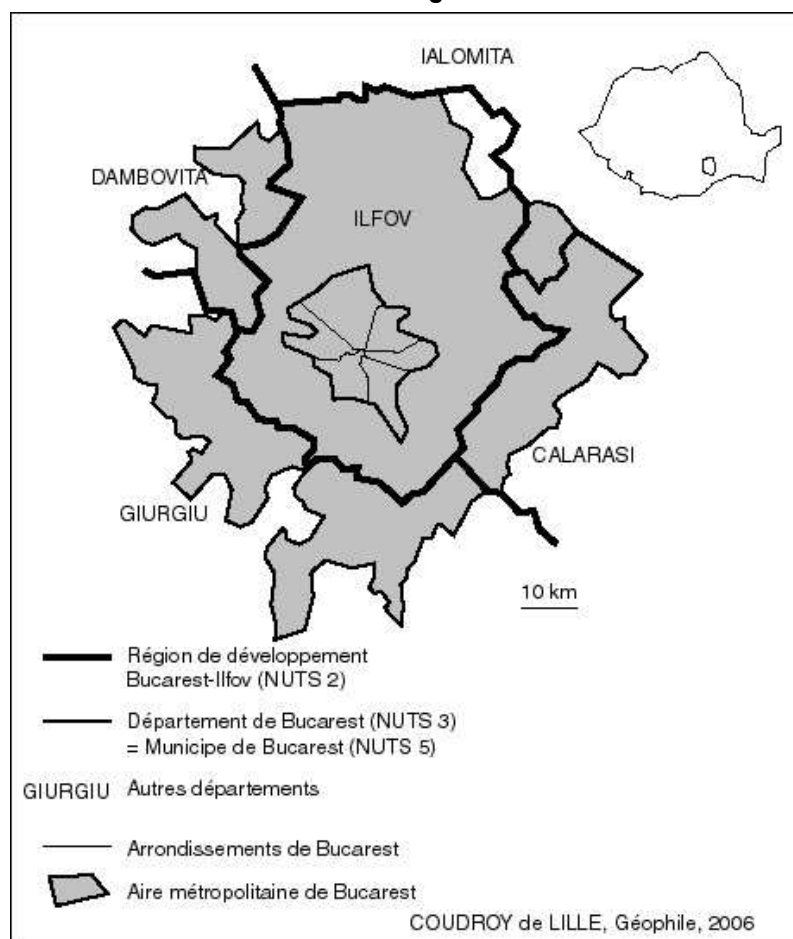 IALOMITA
DAMBOVITA
ILFOV
CALARASI
GIURGIU
10 km
Région de développement
Bucarest-Ilfov (NUTS 2)
Département de Bucarest (NUTS 3)
= Municipe de Bucarest (NUTS 5)
GIURGIU Autres départements
Arrondissements de Bucarest
Aire métropolitaine de Bucarest
COUDROY de LILLE, Géophile, 2006